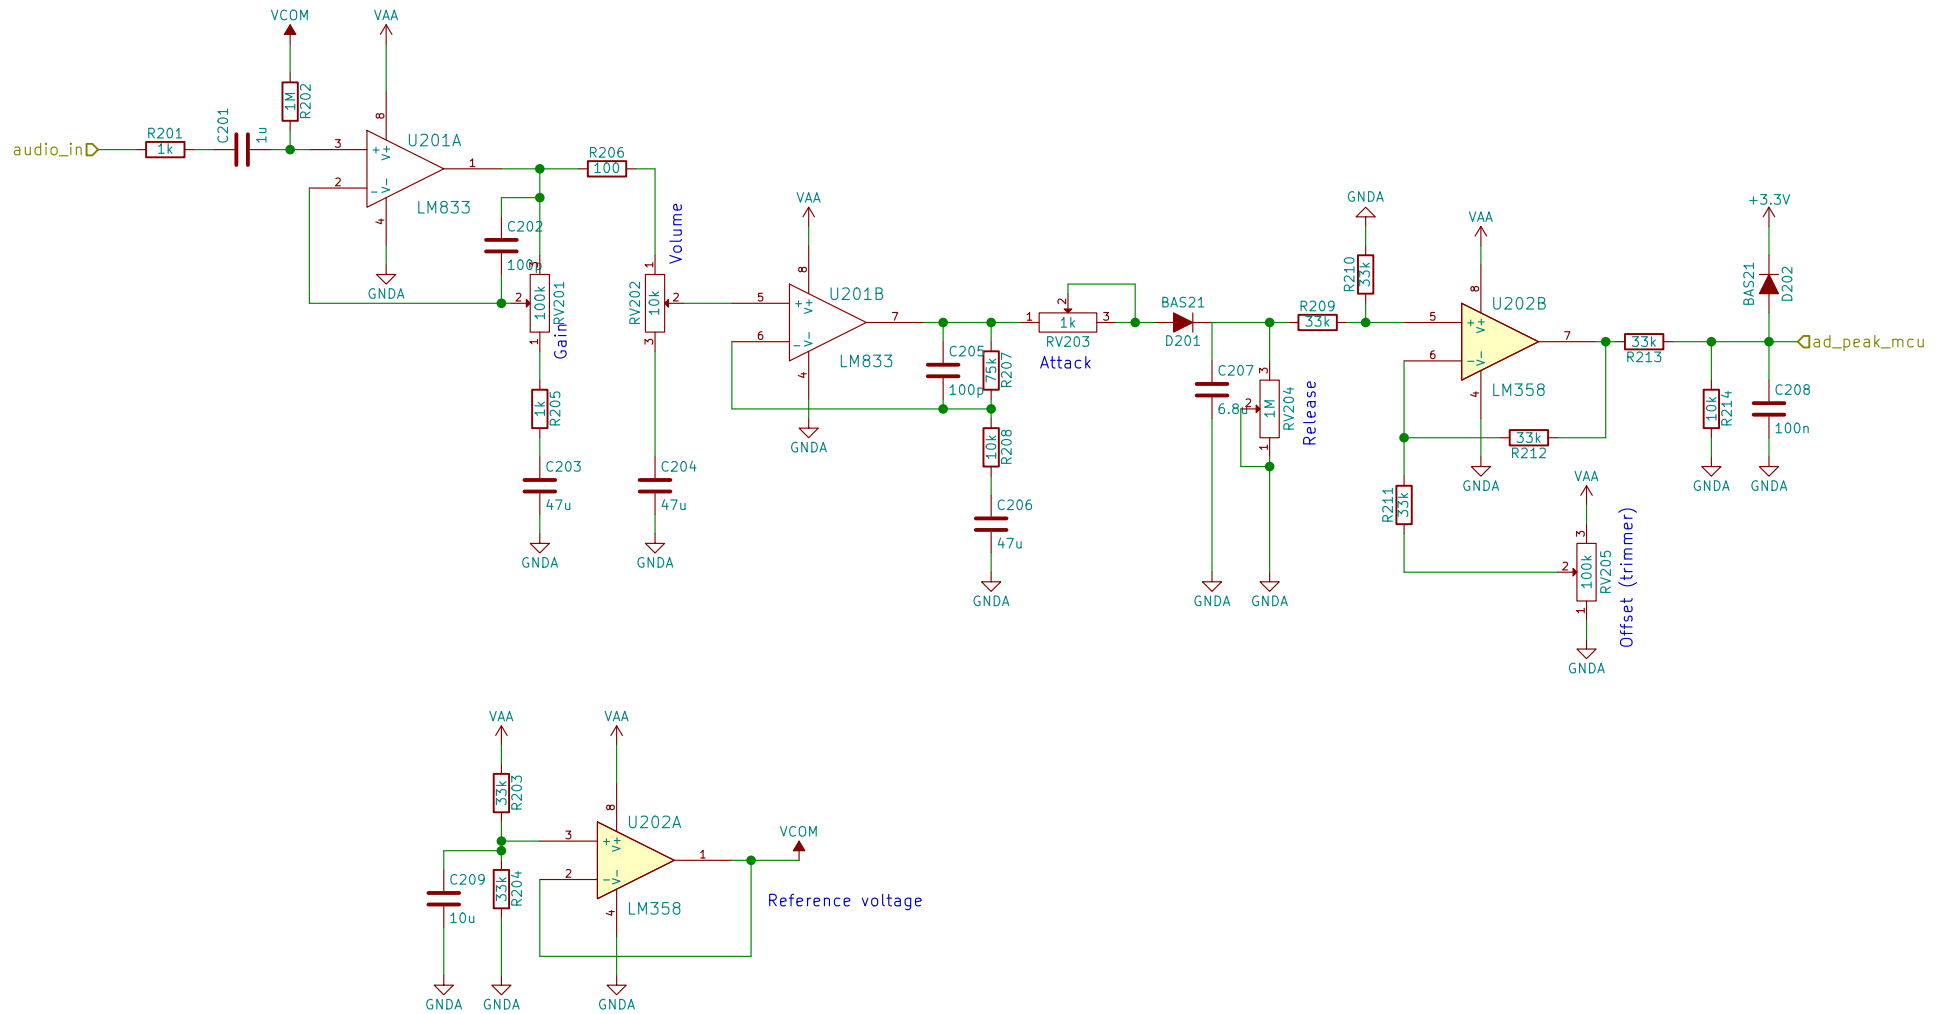 VCOM
VAA
1M
R202
C201
1u
8
R201
audio_in
1k
3
+
V+
U201A
1
2
−
V-
LM833
4
GNDA
R206
100
C202
100p
3
2
100k
RV201
1
Gain
1k
R205
C203
47u
GNDA
Volume
1
RV202
10k
2
3
C204
47u
GNDA
VAA
8
5
+
V+
U201B
7
6
−
V-
LM833
4
GNDA
C205
100p
75k
R207
10k
R208
C206
47u
GNDA
2
1
1k
3
RV203
Attack
BAS21
D201
C207
6.8u
GNDA
3
2
1M
RV204
1
Release
GNDA
R209
33k
GNDA
R210
33k
VAA
8
5
+
V+
U202B
7
6
−
V-
LM358
4
GNDA
33k
R212
R211
33k
VAA
3
2
100k
RV205
1
Offset (trimmer)
GNDA
33k
R213
10k
R214
GNDA
+3.3V
BAS21
D202
ad_peak_mcu
C208
100n
GNDA
VAA
33k
R203
33k
R204
GNDA
C209
10u
GNDA
VAA
8
3
+
V+
U202A
1
2
−
V-
LM358
4
GNDA
VCOM
Reference voltage